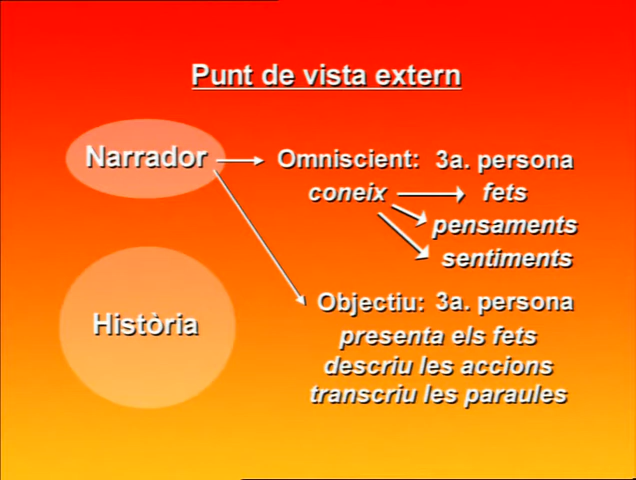 Punt de vista extern
Narrador
Omniscient: 3a. persona
coneix fets
pensaments
sentiments
Història
Objectiu: 3a. persona
presenta els fets
descriu les accions
transcriu les paraules